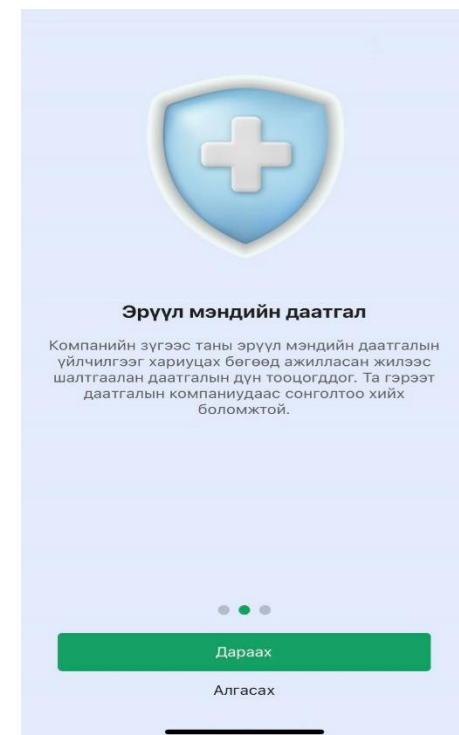 Эрүүл мэндийн даатгал
Компанийн зүгээс таны эрүүл мэндийн даатгалын
үйлчилгээг хариуцах бөгөөд ажилласан жилээс
шалтгаалан даатгалын дүн тооцогддог. Та гэрээт
даатгалын компаниудаас сонголтоо хийх
боломжтой.
Дараах
Алгасах